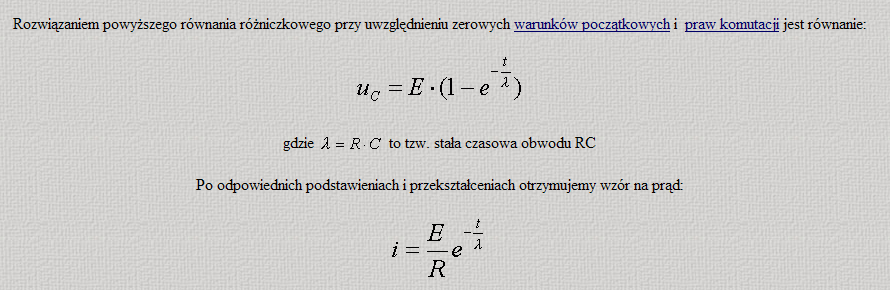 Rozwiązaniem powyższego równania różniczkowego przy uwzględnieniu zerowych warunków początkowych i praw komutacji jest równanie:
u_C = E · (1 − e^{−t/λ})
gdzie λ = R · C to tzw. stała czasowa obwodu RC
Po odpowiednich podstawieniach i przekształceniach otrzymujemy wzór na prąd:
i = E/R e^{−t/λ}